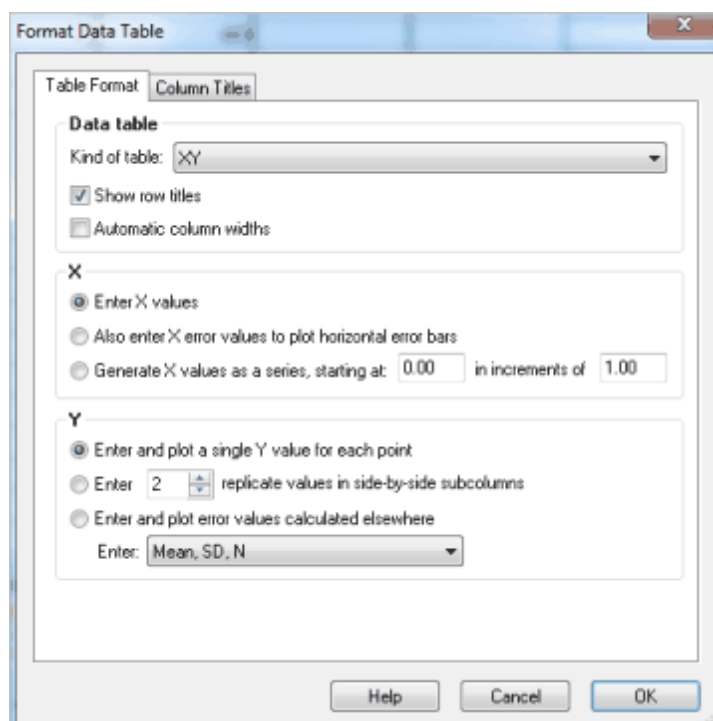 Format Data Table
Table Format Column Titles
Data table
Kind of table: XY
Show row titles
Automatic column widths
X
Enter X values
Also enter X error values to plot horizontal error bars
Generate X values as a series, starting at: 0.00 in increments of 1.00
Y
Enter and plot a single Y value for each point
Enter 2 replicate values in side-by-side subcolumns
Enter and plot error values calculated elsewhere
Enter: Mean, SD, N
Help Cancel OK